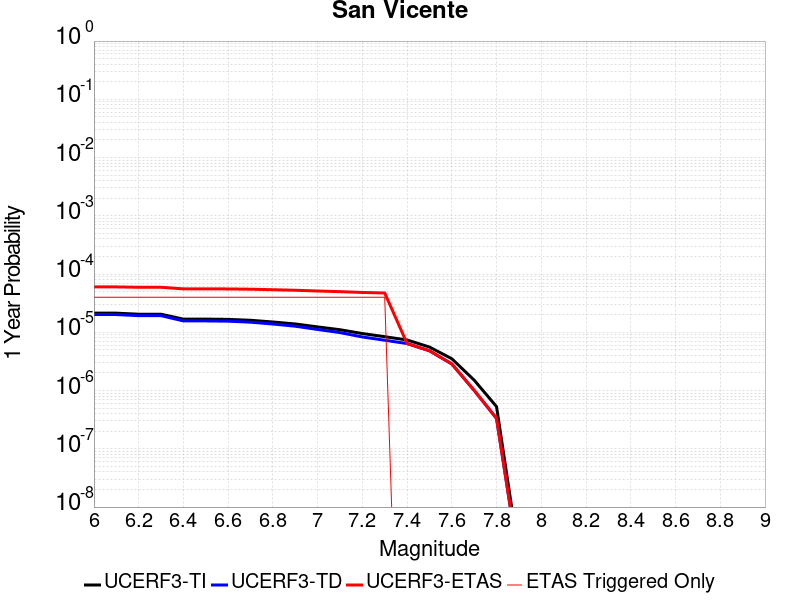 San Vicente
1 Year Probability
10^0
10^-1
10^-2
10^-3
10^-4
10^-5
10^-6
10^-7
10^-8
6 6.2 6.4 6.6 6.8 7 7.2 7.4 7.6 7.8 8 8.2 8.4 8.6 8.8 9
Magnitude
UCERF3-TI UCERF3-TD UCERF3-ETAS ETAS Triggered Only